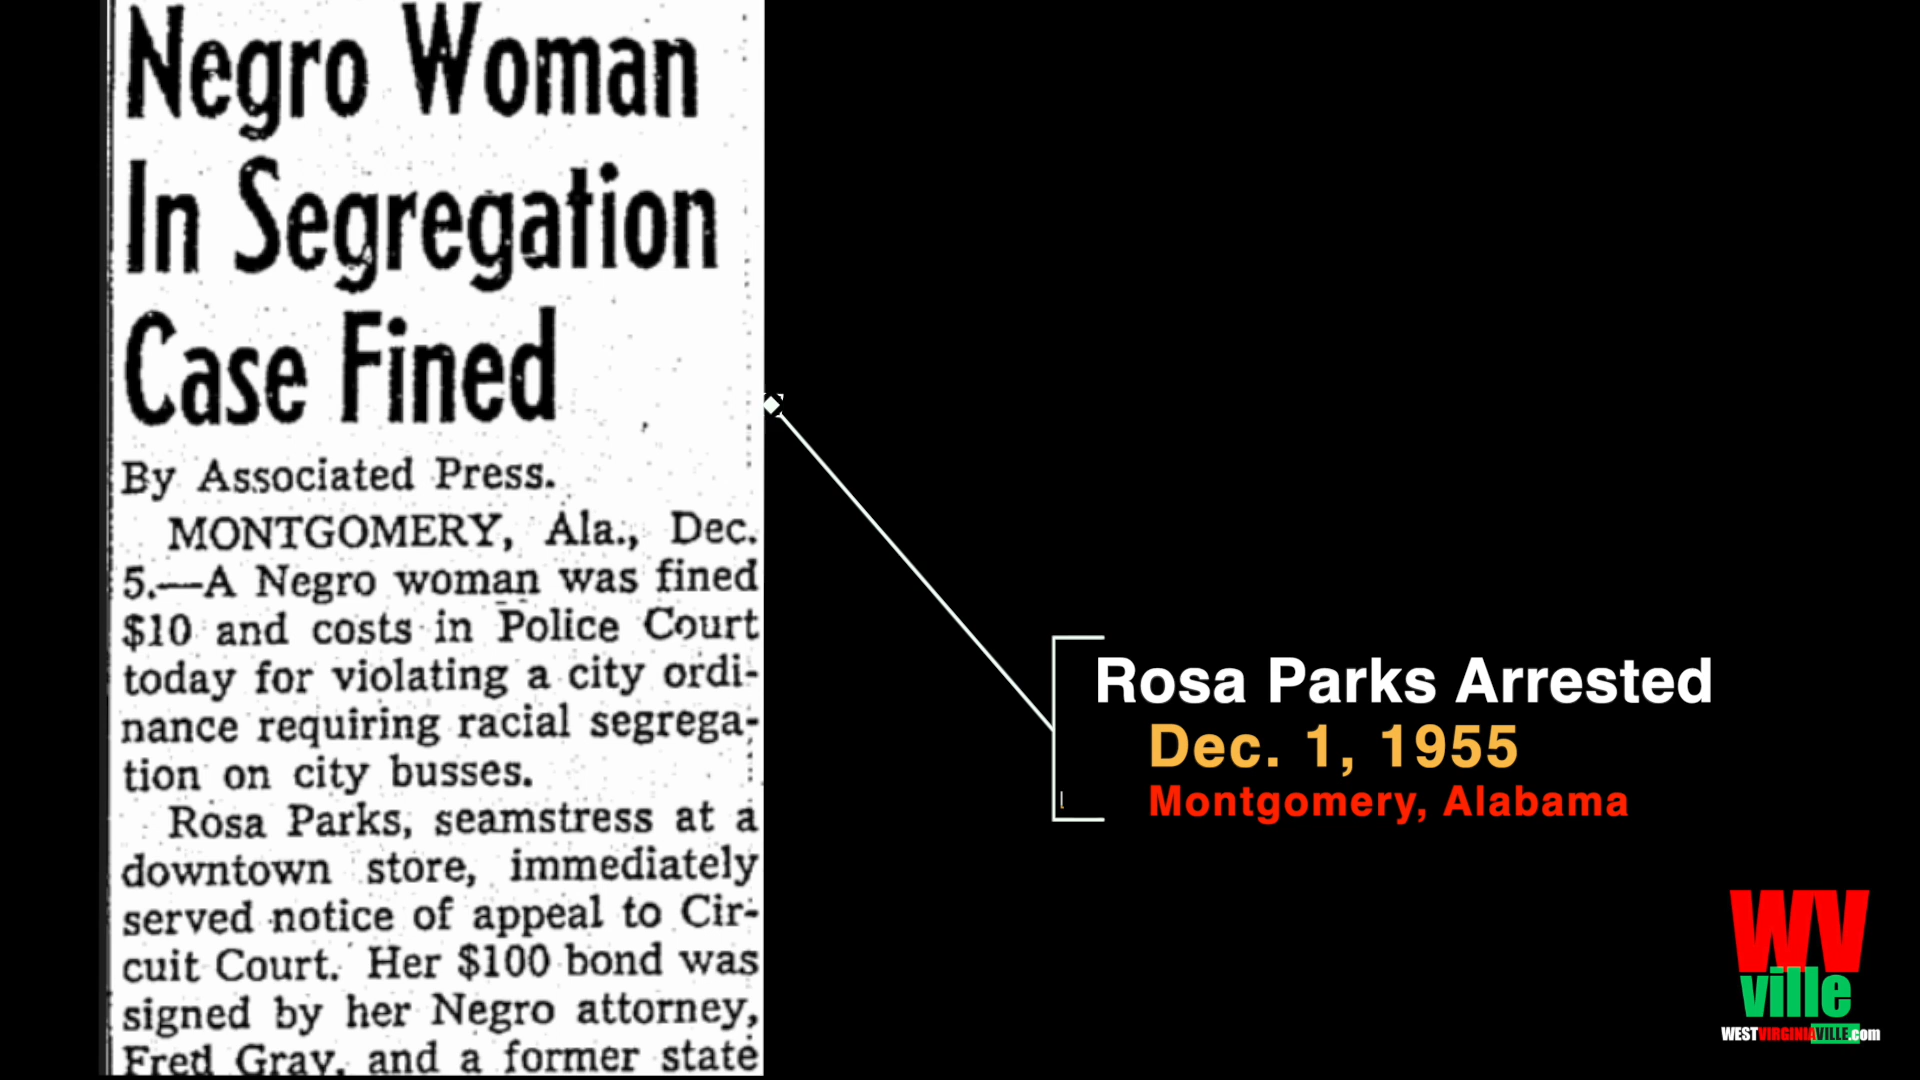 Negro Woman
In Segregation
Case Fined
By Associated Press.
MONTGOMERY, Ala., Dec.
5.—A Negro woman was fined
$10 and costs in Police Court
today for violating a city ordi-
nance requiring racial segrega-
tion on city busses.
Rosa Parks, seamstress at a
downtown store, immediately
served notice of appeal to Cir-
cuit Court. Her $100 bond was
signed by her Negro attorney,
Fred Gray, and a former state
Rosa Parks Arrested
Dec. 1, 1955
Montgomery, Alabama
WV
ville
WESTVIRGINIAVILLE.com